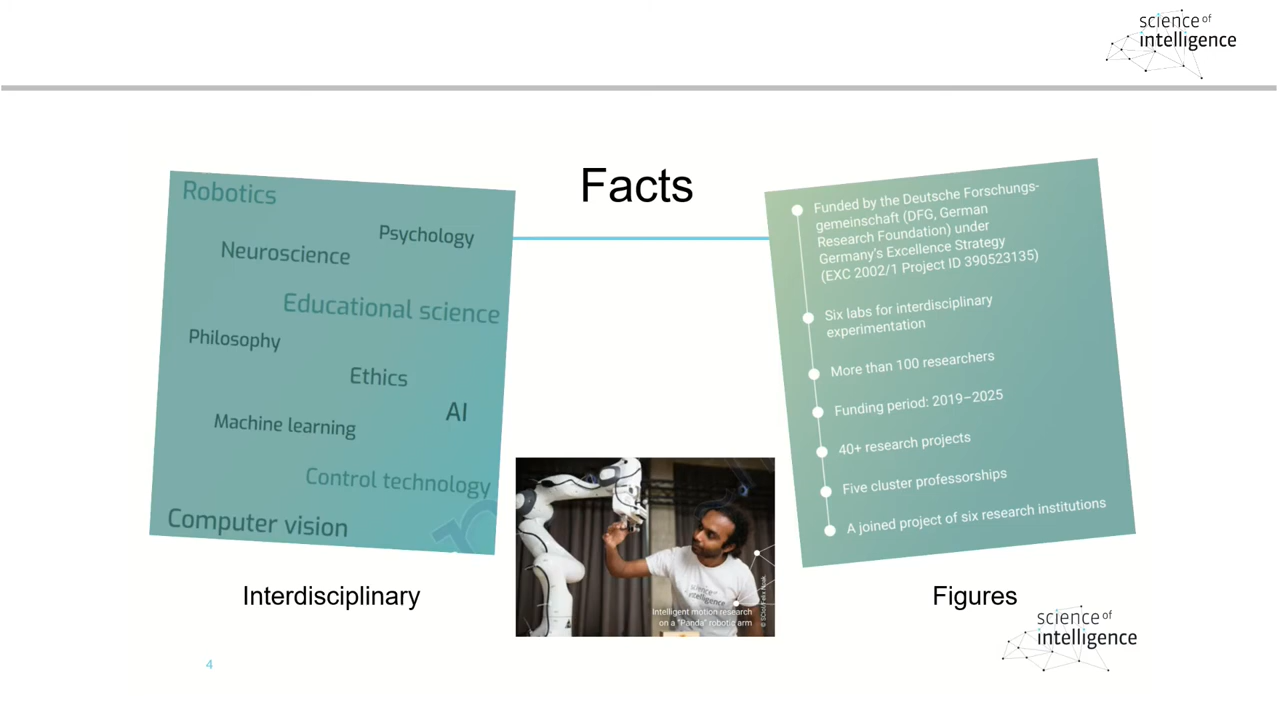 science of
intelligence
Facts
Robotics
Psychology
Neuroscience
Educational science
Philosophy
Ethics
AI
Machine learning
Control technology
Computer vision
Interdisciplinary
Funded by the Deutsche Forschungs-
gemeinschaft (DFG, German
Research Foundation) under
Germany's Excellence Strategy
(EXC 2002/1 Project ID 390523135)
Six labs for interdisciplinary
experimentation
More than 100 researchers
Funding period: 2019–2025
40+ research projects
Five cluster professorships
A joined project of six research institutions
Figures
science of
intelligence
Intelligent motion research
on a "Panda" robotic arm
science of
intelligence
4